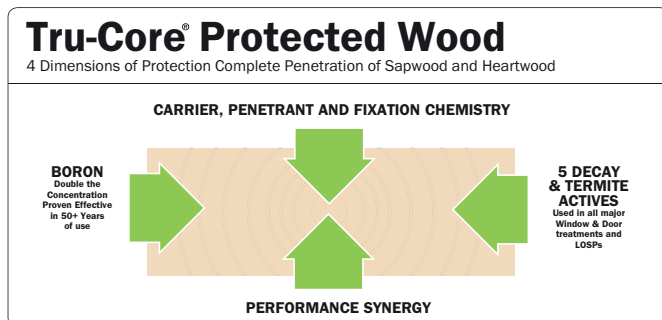 Tru-Core® Protected Wood
4 Dimensions of Protection Complete Penetration of Sapwood and Heartwood
CARRIER, PENETRANT AND FIXATION CHEMISTRY
BORON
Double the
Concentration
Proven Effective
in 50+ Years
of use
5 DECAY
& TERMITE
ACTIVES
Used in all major
Window & Door
treatments and
LOSPs
PERFORMANCE SYNERGY